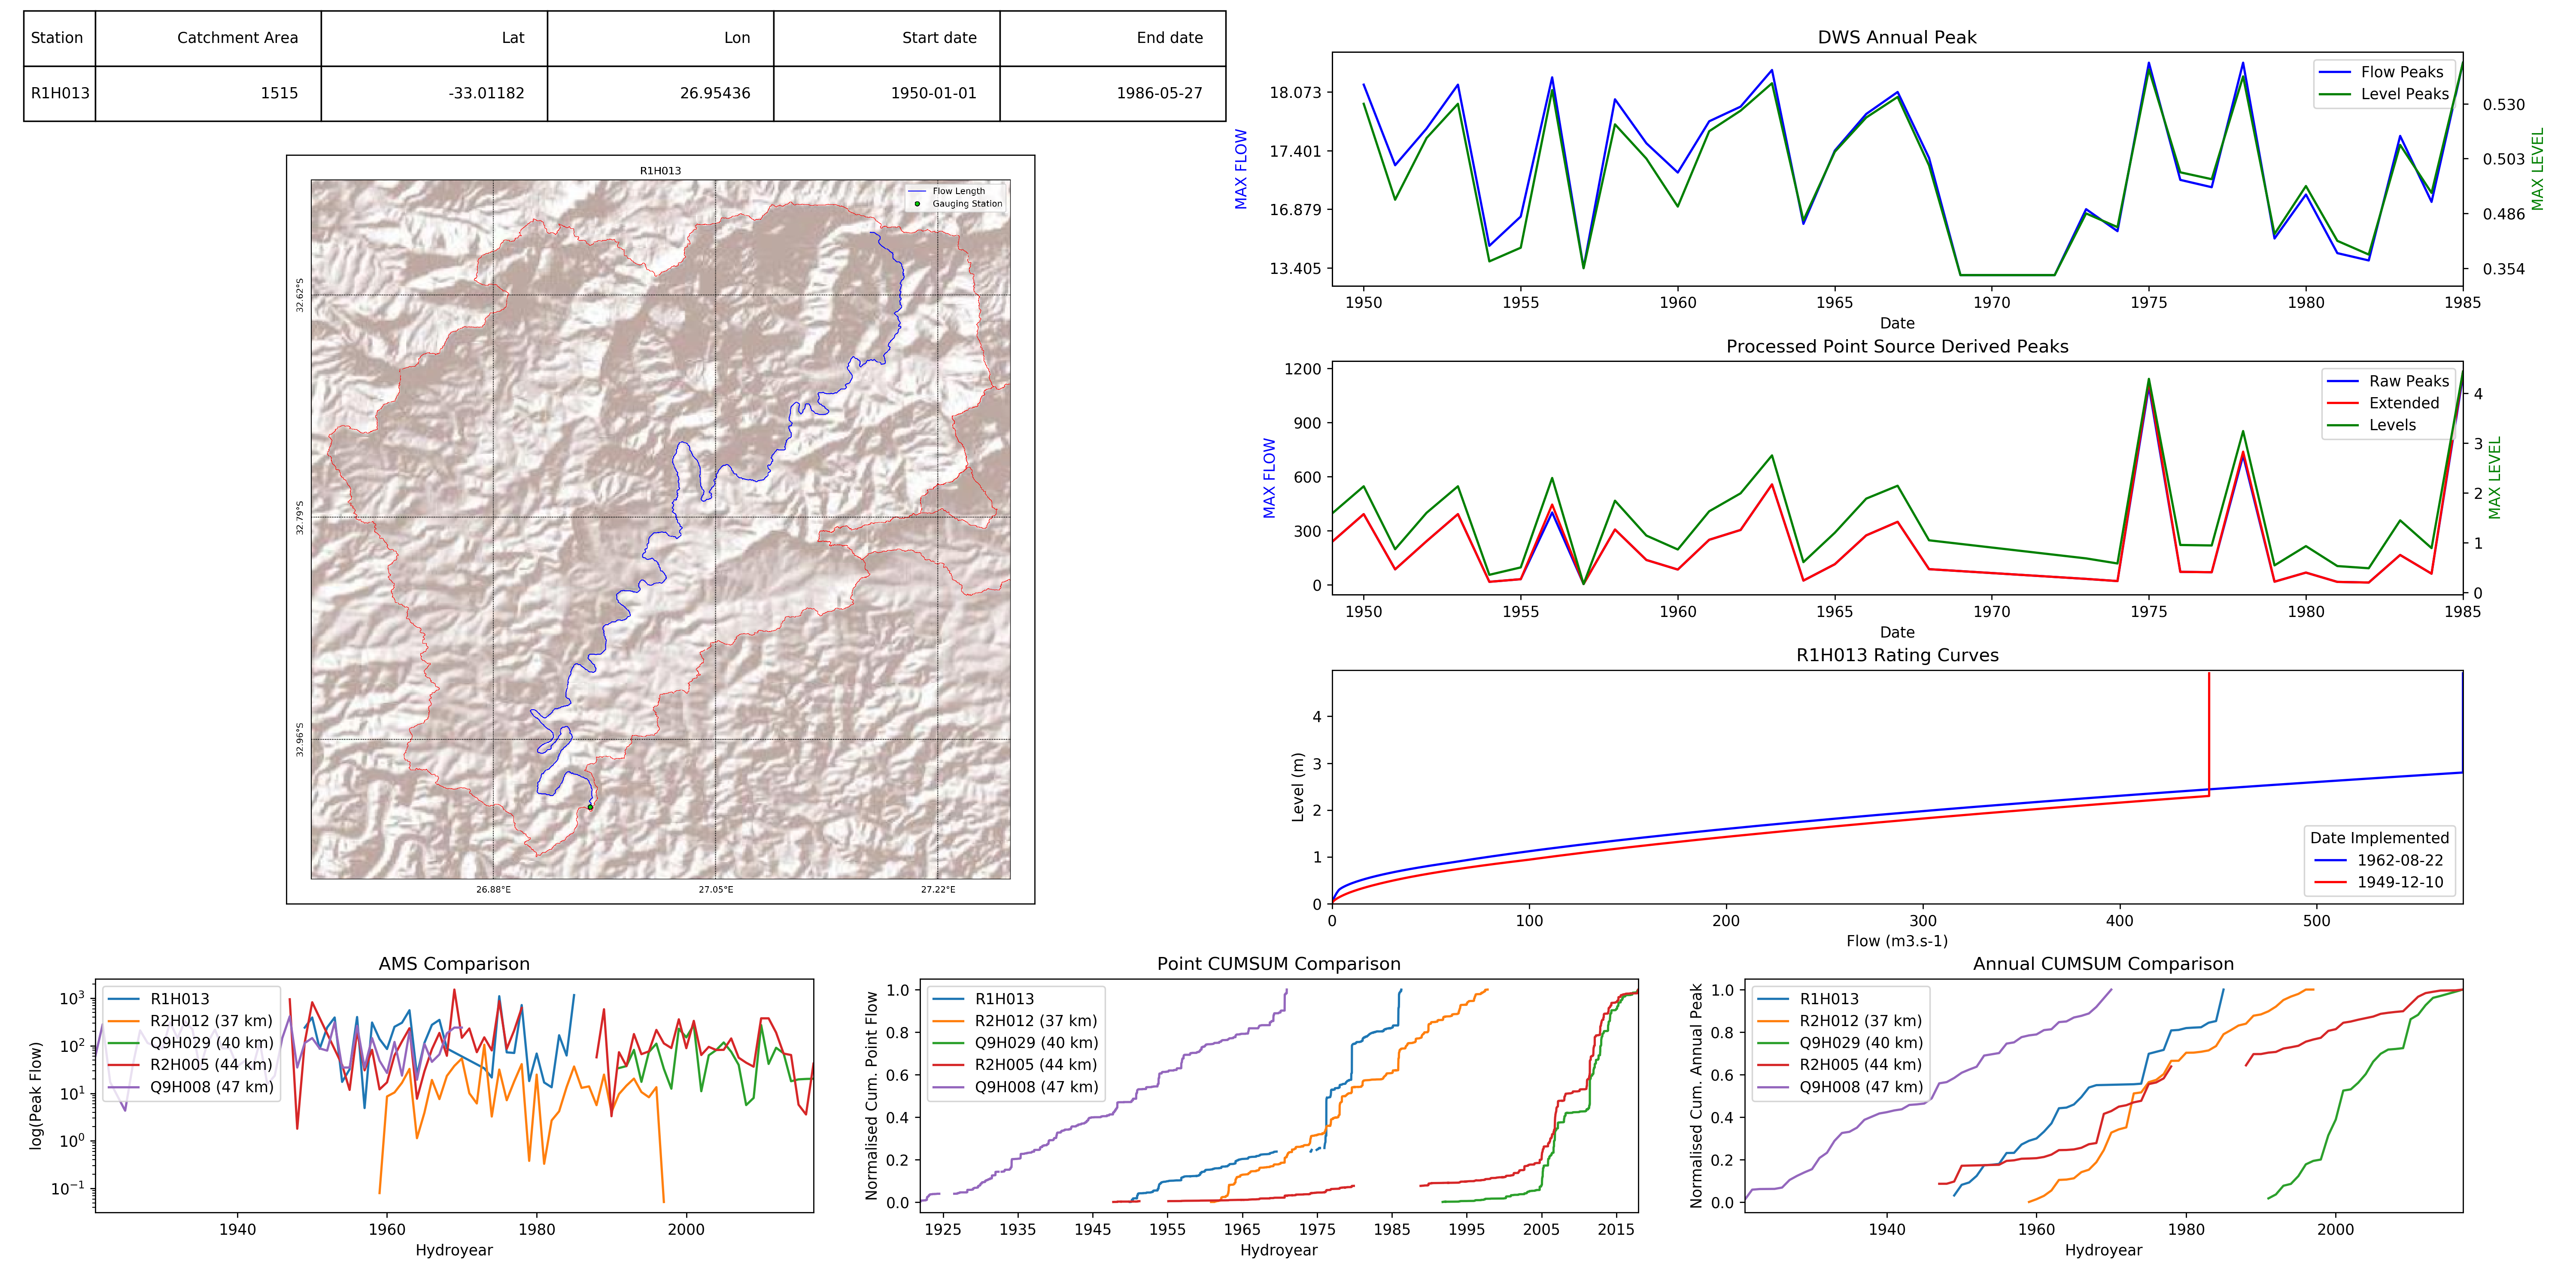 Station Catchment Area Lat Lon Start date End date
R1H013 1515 -33.01182 26.95436 1950-01-01 1986-05-27
R1H013
Flow Length
Gauging Station
32.62°S
32.79°S
32.96°S
26.88°E 27.05°E 27.22°E
DWS Annual Peak
Flow Peaks
Level Peaks
MAX FLOW
18.073
17.401
16.879
13.405
0.530
0.503
0.486
0.354
MAX LEVEL
1950 1955 1960 1965 1970 1975 1980 1985
Date
Processed Point Source Derived Peaks
Raw Peaks
Extended
Levels
MAX FLOW
1200
900
600
300
0
4
3
2
1
0
MAX LEVEL
1950 1955 1960 1965 1970 1975 1980 1985
Date
R1H013 Rating Curves
Level (m)
4
3
2
1
0
Date Implemented
1962-08-22
1949-12-10
0 100 200 300 400 500
Flow (m3.s-1)
AMS Comparison
R1H013
R2H012 (37 km)
Q9H029 (40 km)
R2H005 (44 km)
Q9H008 (47 km)
log(Peak Flow)
10³
10²
10¹
10⁰
10⁻¹
1940 1960 1980 2000
Hydroyear
Point CUMSUM Comparison
R1H013
R2H012 (37 km)
Q9H029 (40 km)
R2H005 (44 km)
Q9H008 (47 km)
Normalised Cum. Point Flow
1.0
0.8
0.6
0.4
0.2
0.0
1925 1935 1945 1955 1965 1975 1985 1995 2005 2015
Hydroyear
Annual CUMSUM Comparison
R1H013
R2H012 (37 km)
Q9H029 (40 km)
R2H005 (44 km)
Q9H008 (47 km)
Normalised Cum. Annual Peak
1.0
0.8
0.6
0.4
0.2
0.0
1940 1960 1980 2000
Hydroyear